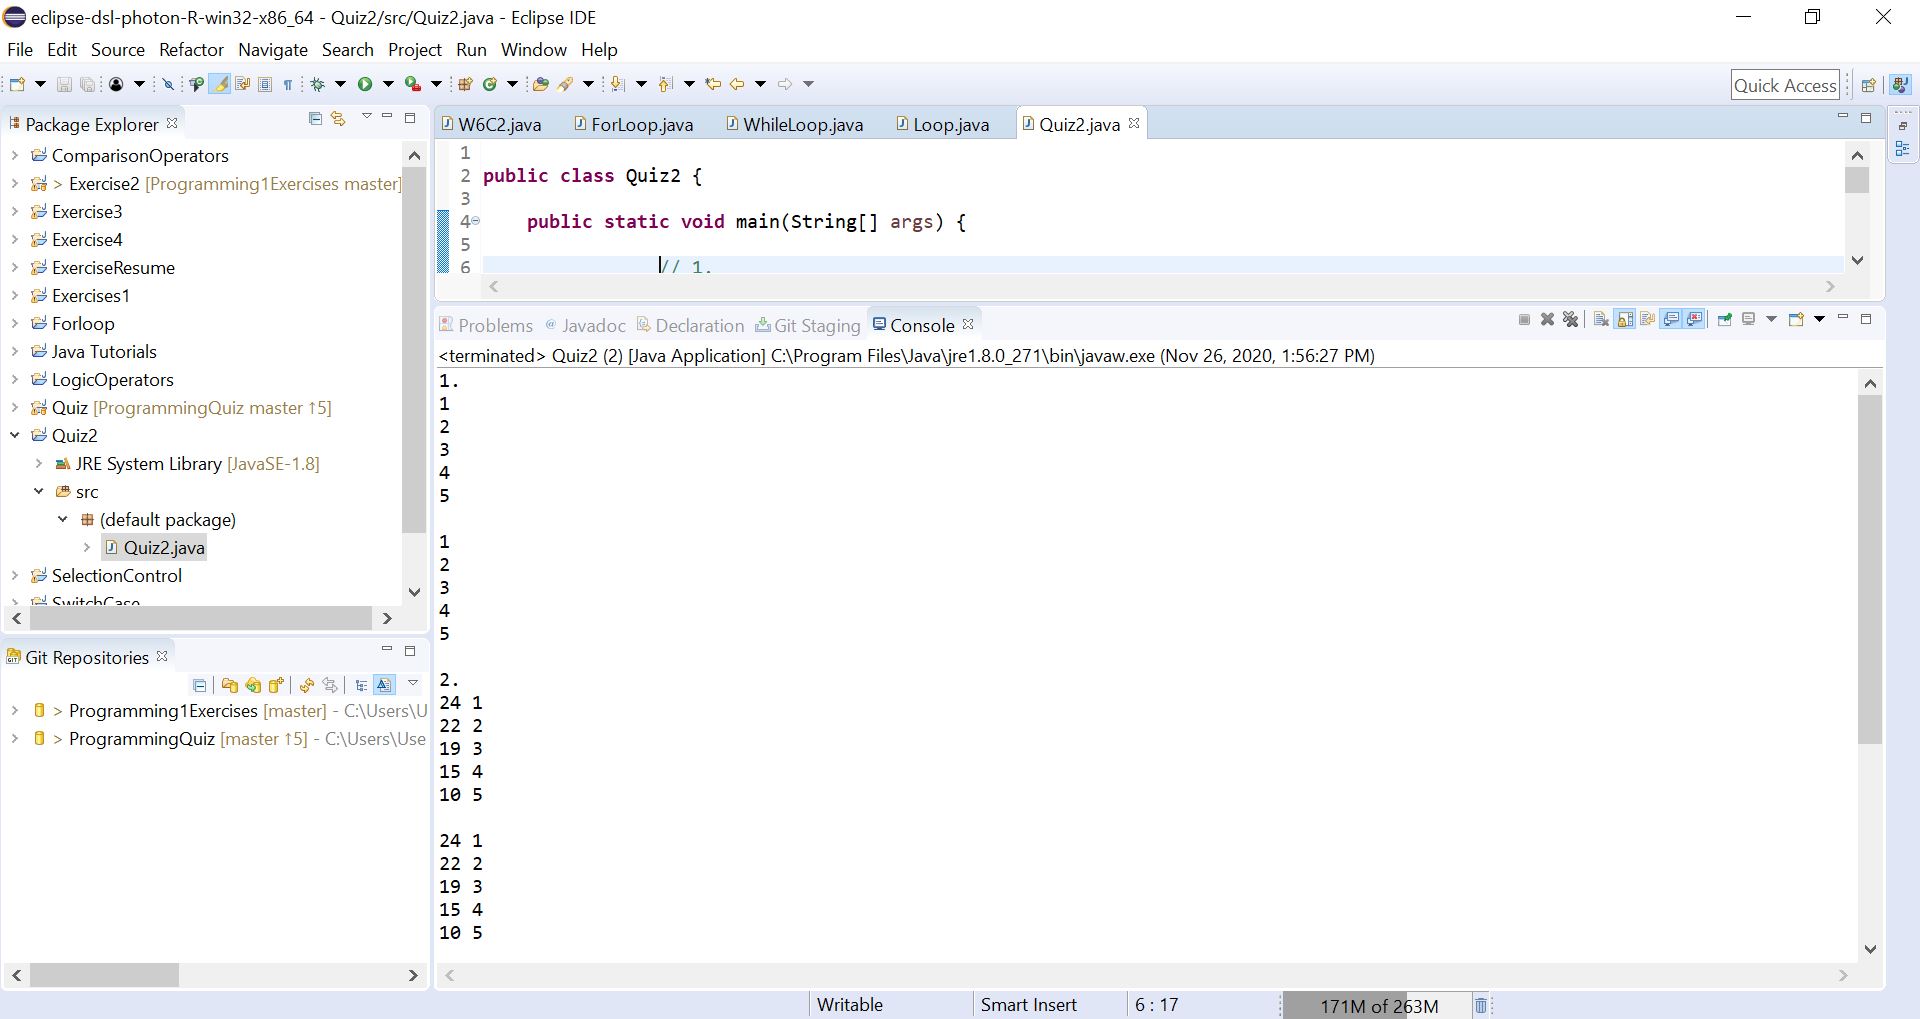 eclipse-dsl-photon-R-win32-x86_64 - Quiz2/src/Quiz2.java - Eclipse IDE
File Edit Source Refactor Navigate Search Project Run Window Help
Quick Access
Package Explorer
ComparisonOperators
> Exercise2 [Programming1Exercises master]
Exercise3
Exercise4
ExerciseResume
Exercises1
Forloop
Java Tutorials
LogicOperators
Quiz [ProgrammingQuiz master ↑5]
Quiz2
JRE System Library [JavaSE-1.8]
src
(default package)
Quiz2.java
SelectionControl
SwitchCase
Git Repositories
> Programming1Exercises [master] - C:\Users\U
> ProgrammingQuiz [master ↑5] - C:\Users\Use
W6C2.java ForLoop.java WhileLoop.java Loop.java Quiz2.java
1
2 public class Quiz2 {
3
4 public static void main(String[] args) {
5
6 // 1.
Problems @ Javadoc Declaration Git Staging Console
<terminated> Quiz2 (2) [Java Application] C:\Program Files\Java\jre1.8.0_271\bin\javaw.exe (Nov 26, 2020, 1:56:27 PM)
1.
1
2
3
4
5
1
2
3
4
5
2.
24 1
22 2
19 3
15 4
10 5
24 1
22 2
19 3
15 4
10 5
Writable Smart Insert 6 : 17 171M of 263M